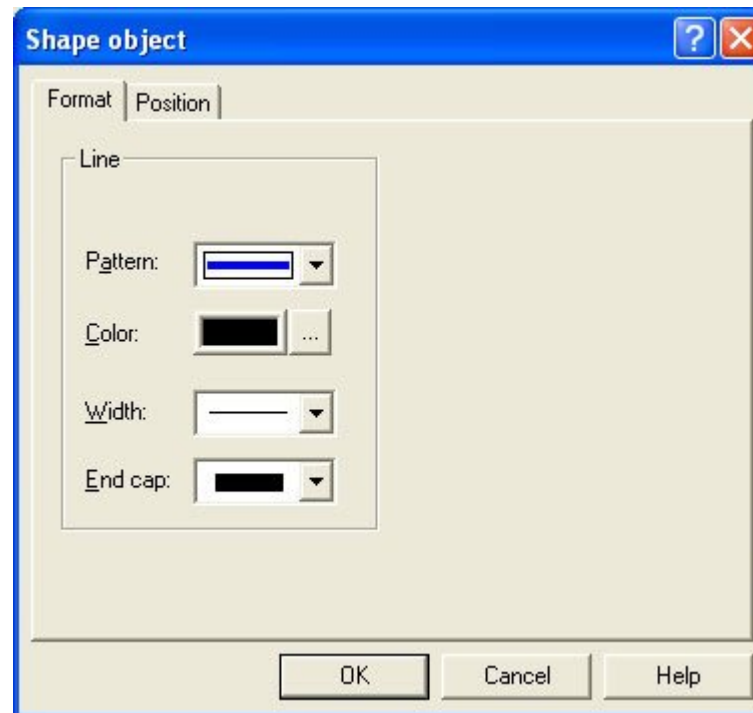 Shape object
Format Position
Line
Pattern:
Color:
...
Width:
End cap:
OK Cancel Help